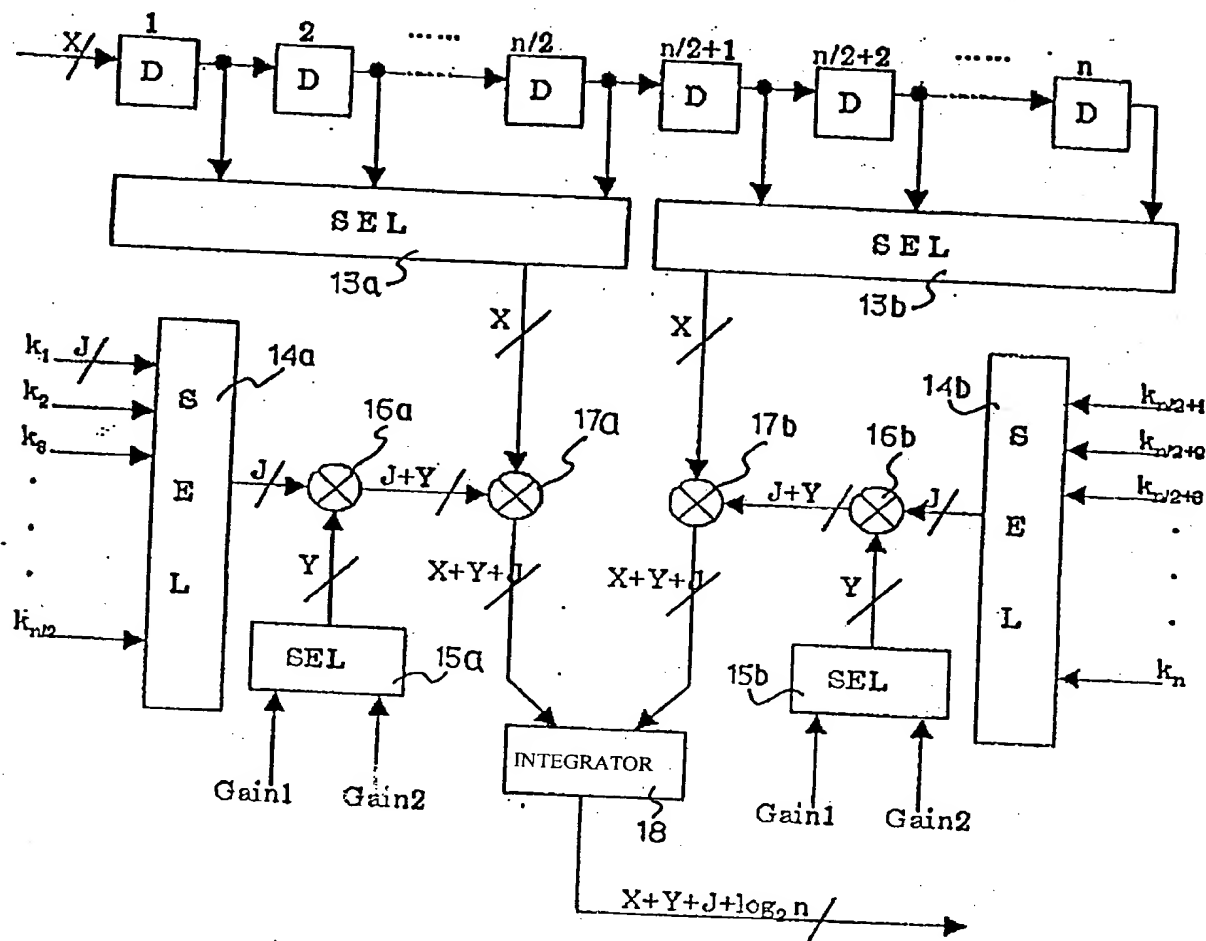 1 2 ...... n/2 n/2+1 n/2+2 ...... n
X D D D D D D
SEL SEL
13a 13b
X X
k₁ J S E L 14a
k₂
k₃
kₙ/₂
16a 17a 17b 16b
J J+Y J+Y J
14b S E L
kₙ/₂₊₁
kₙ/₂₊₂
kₙ/₂₊₃
kₙ
Y X+Y+J X+Y+J Y
SEL 15a 15b SEL
INTEGRATOR
Gain1 Gain2 18 Gain1 Gain2
X+Y+J+log₂ n